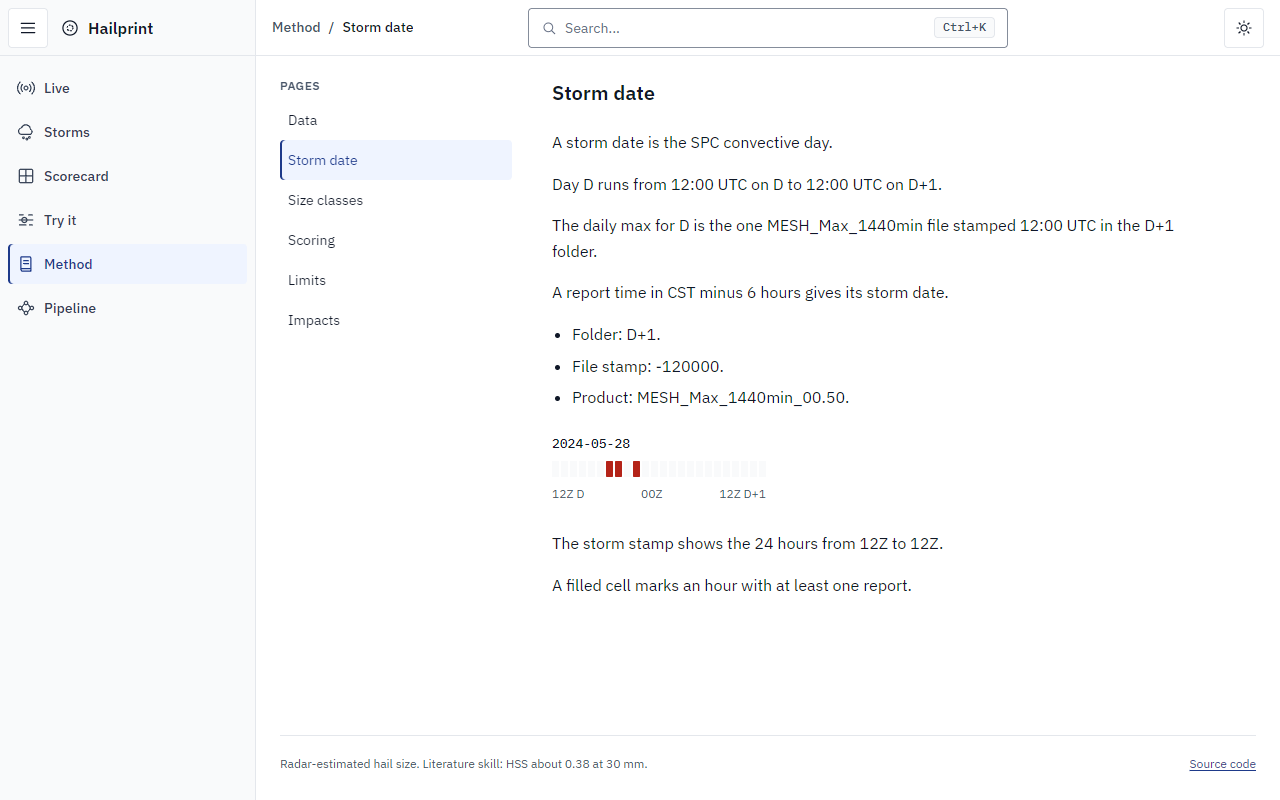 Hailprint
Method / Storm date
Search...
Ctrl+K
Live
Storms
Scorecard
Try it
Method
Pipeline
PAGES
Data
Storm date
Size classes
Scoring
Limits
Impacts
Storm date
A storm date is the SPC convective day.
Day D runs from 12:00 UTC on D to 12:00 UTC on D+1.
The daily max for D is the one MESH_Max_1440min file stamped 12:00 UTC in the D+1
folder.
A report time in CST minus 6 hours gives its storm date.
Folder: D+1.
File stamp: -120000.
Product: MESH_Max_1440min_00.50.
2024-05-28
12Z D 00Z 12Z D+1
The storm stamp shows the 24 hours from 12Z to 12Z.
A filled cell marks an hour with at least one report.
Radar-estimated hail size. Literature skill: HSS about 0.38 at 30 mm.
Source code